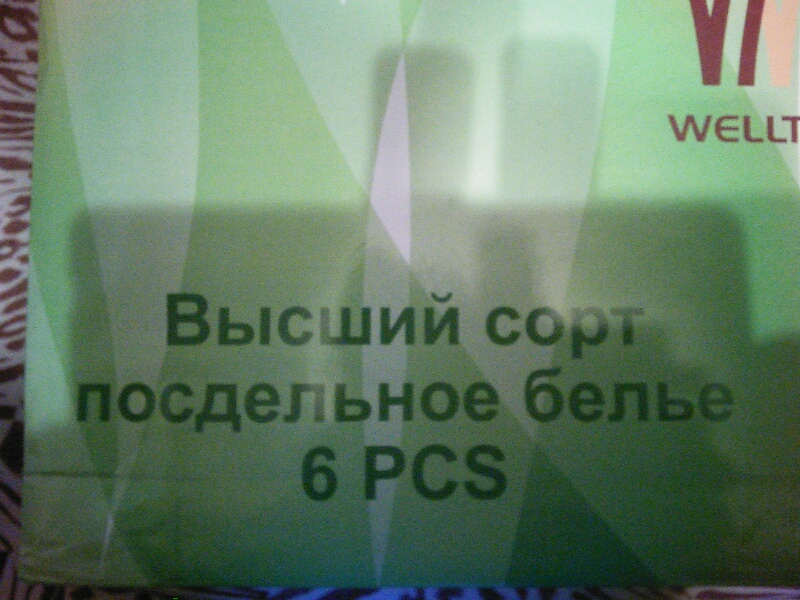 WELLT
Высший сорт
посдельное белье
6 PCS